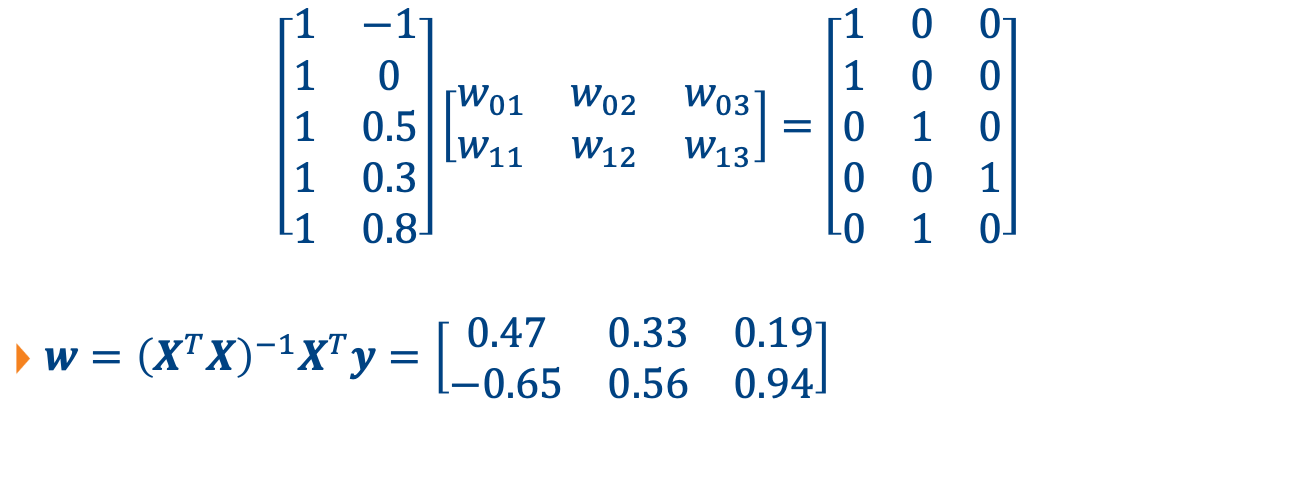 1 −1 1 0 0
1 0 1 0 0
w01 w02 w03
1 0.5 = 0 1 0
w11 w12 w13
1 0.3 0 0 1
1 0.8 0 1 0
w = (XᵀX)⁻¹Xᵀy = [0.47 0.33 0.19
−0.65 0.56 0.94]